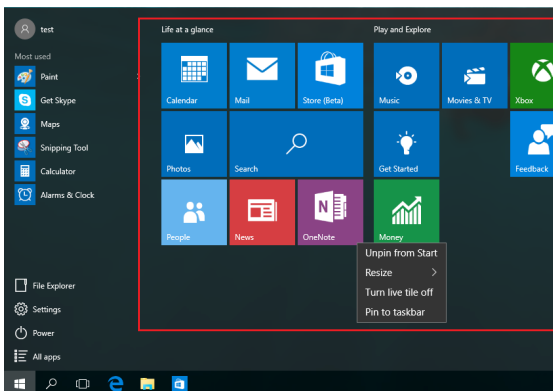 test
Most used
Paint
Get Skype
Maps
Snipping Tool
Calculator
Alarms & Clock
File Explorer
Settings
Power
All apps
Life at a glance
Calendar
Mail
Store (Beta)
Photos
Search
People
News
OneNote
Play and Explore
Music
Movies & TV
Xbox
Get Started
Feedback
Money
Unpin from Start
Resize
Turn live tile off
Pin to taskbar